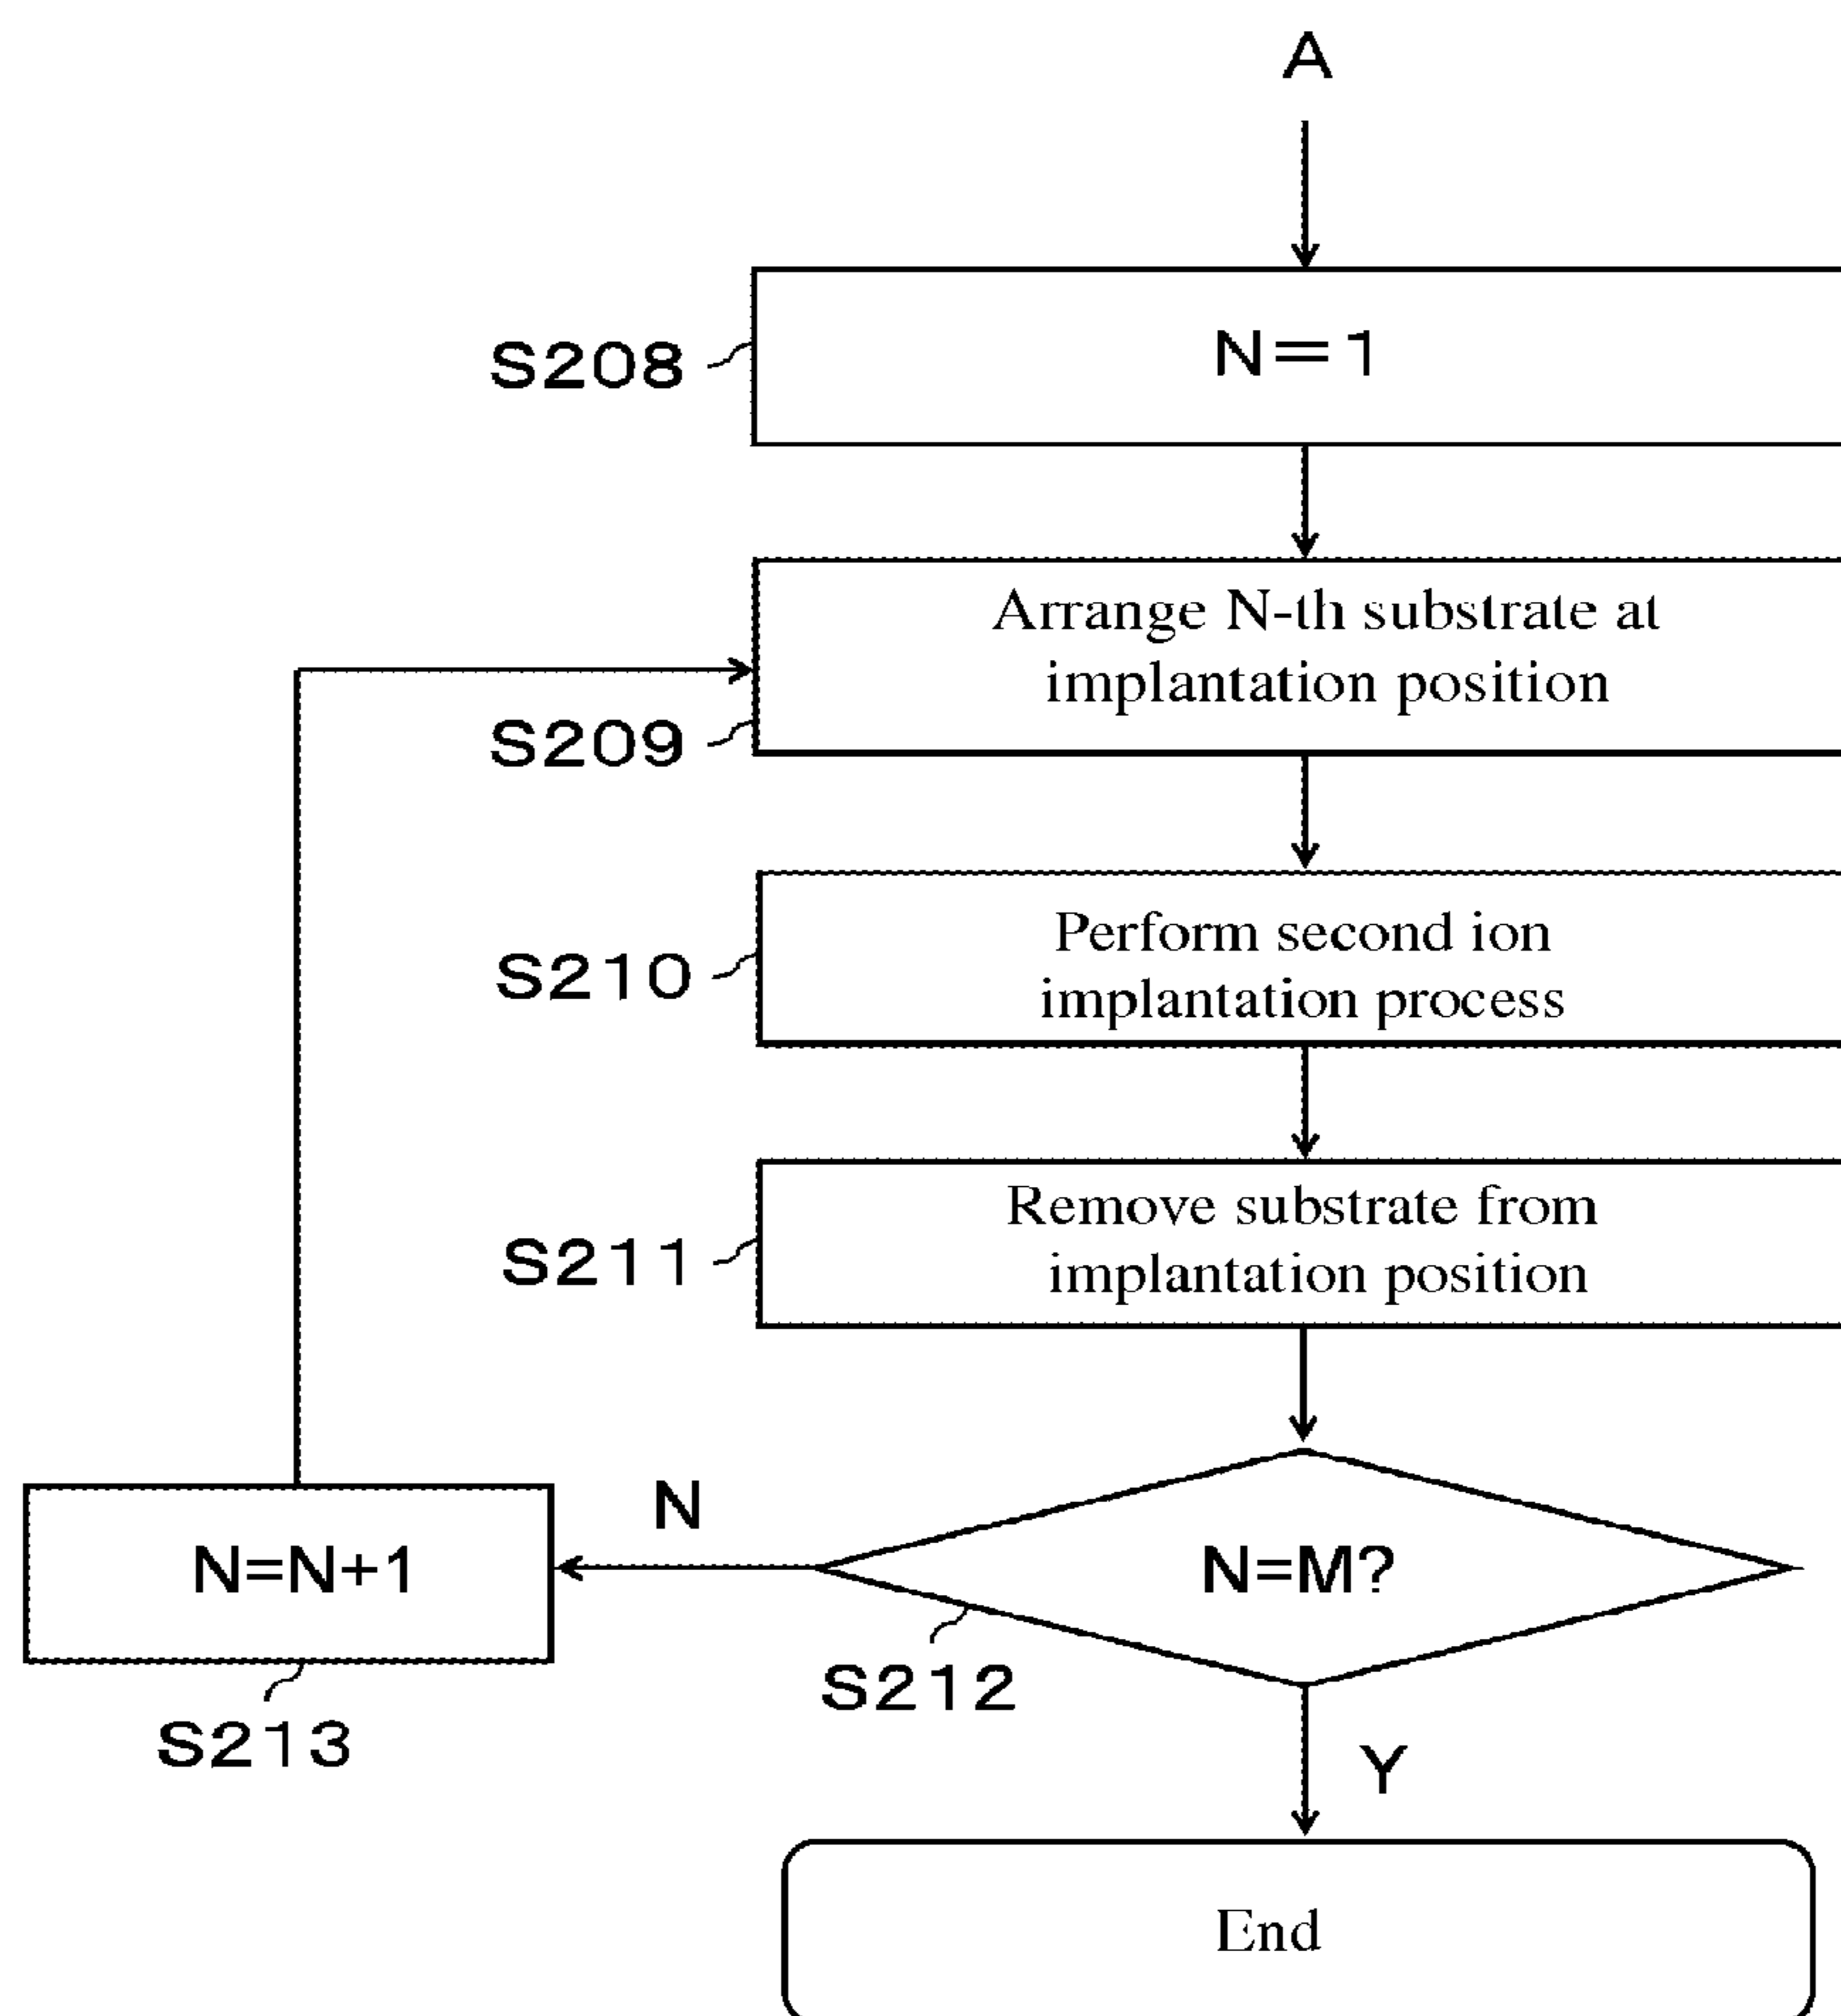 A
S208
N=1
Arrange N-th substrate at
implantation position
S209
Perform second ion
implantation process
S210
Remove substrate from
implantation position
S211
N
N=M?
N=N+1
S212
S213
Y
End